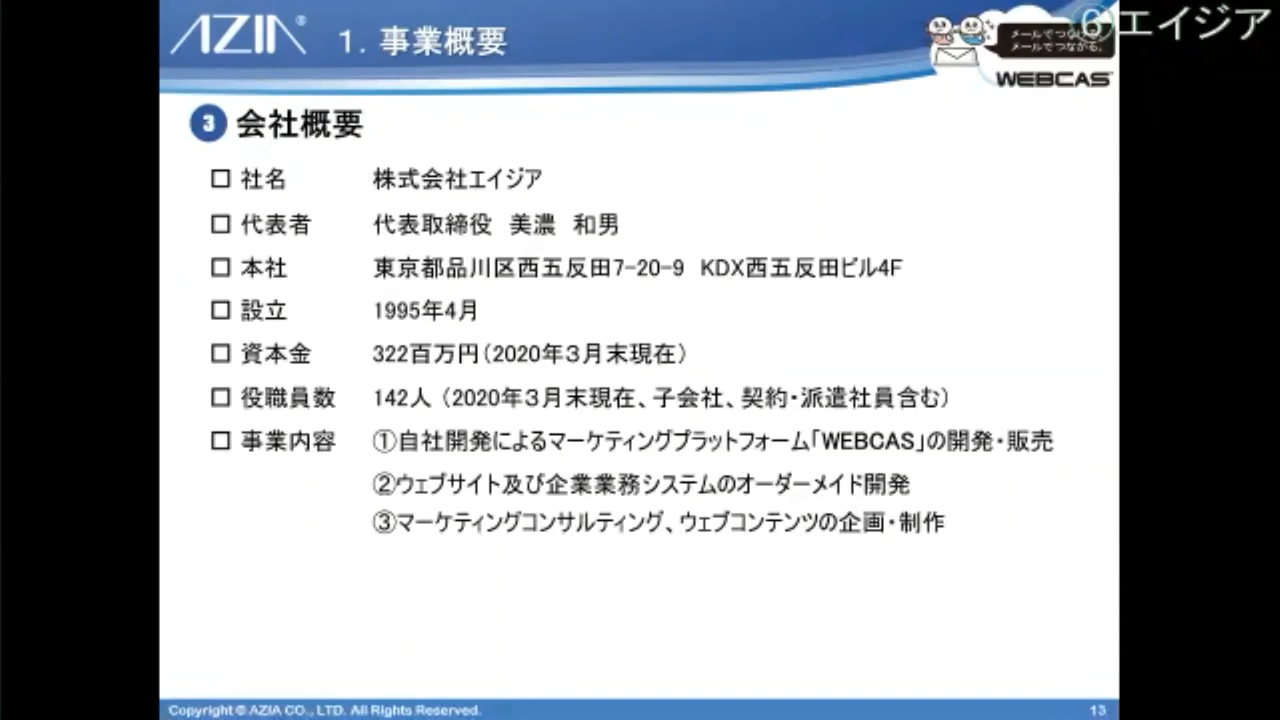 AZIA®
1. 事業概要
⑥エイジア
メールでつな
メールでつながる。
WEBCAS
3 会社概要
□ 社名 株式会社エイジア
□ 代表者 代表取締役 美濃 和男
□ 本社 東京都品川区西五反田7-20-9 KDX西五反田ビル4F
□ 設立 1995年4月
□ 資本金 322百万円(2020年3月末現在)
□ 役職員数 142人 (2020年3月末現在、子会社、契約・派遣社員含む)
□ 事業内容 ①自社開発によるマーケティングプラットフォーム「WEBCAS」の開発・販売
②ウェブサイト及び企業業務システムのオーダーメイド開発
③マーケティングコンサルティング、ウェブコンテンツの企画・制作
Copyright © AZIA CO., LTD. All Rights Reserved.
13